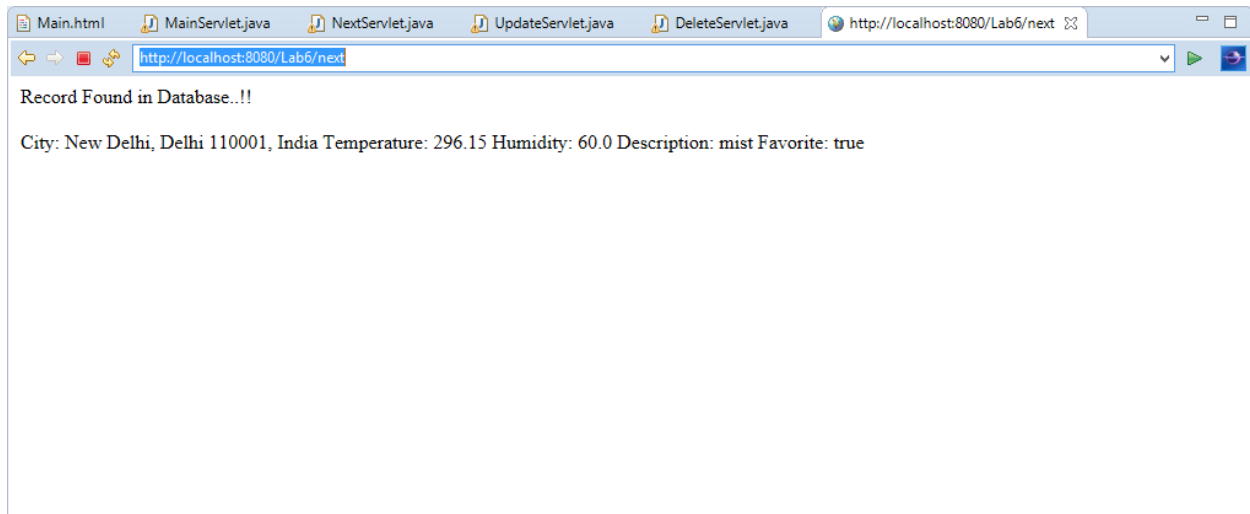 Main.html MainServlet.java NextServlet.java UpdateServlet.java DeleteServlet.java http://localhost:8080/Lab6/next
http://localhost:8080/Lab6/next
Record Found in Database..!!
City: New Delhi, Delhi 110001, India Temperature: 296.15 Humidity: 60.0 Description: mist Favorite: true